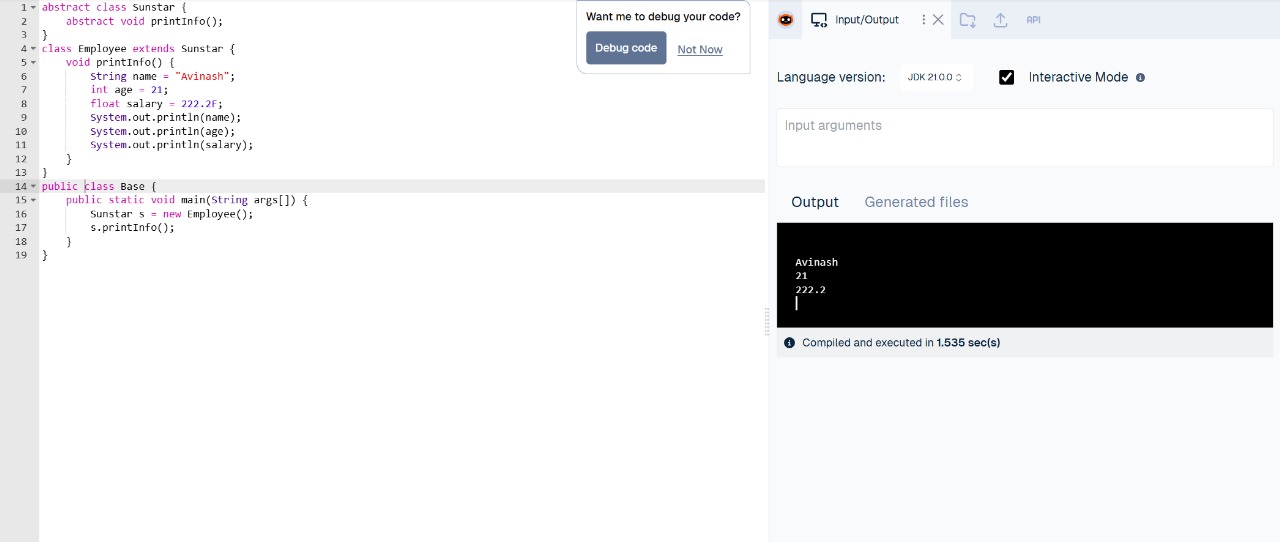 1 abstract class Sunstar {
2     abstract void printInfo();
3 }
4 class Employee extends Sunstar {
5     void printInfo() {
6         String name = "Avinash";
7         int age = 21;
8         float salary = 222.2F;
9         System.out.println(name);
10         System.out.println(age);
11         System.out.println(salary);
12     }
13 }
14 public class Base {
15     public static void main(String args[]) {
16         Sunstar s = new Employee();
17         s.printInfo();
18     }
19 }
Want me to debug your code?
Debug code Not Now
Input/Output API
Language version: JDK 21.0.0 Interactive Mode
Input arguments
Output Generated files
Avinash
21
222.2
Compiled and executed in 1.535 sec(s)